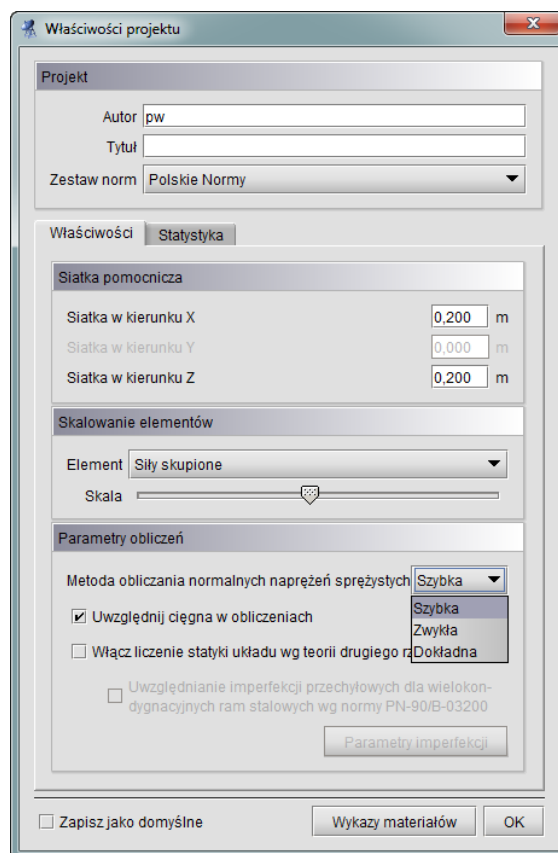 Właściwości projektu
Projekt
Autor pw
Tytuł
Zestaw norm Polskie Normy
Właściwości Statystyka
Siatka pomocnicza
Siatka w kierunku X 0,200 m
Siatka w kierunku Y 0,000 m
Siatka w kierunku Z 0,200 m
Skalowanie elementów
Element Siły skupione
Skala
Parametry obliczeń
Metoda obliczania normalnych naprężeń sprężystych Szybka
Szybka
Uwzględnij cięgna w obliczeniach
Zwykła
Włącz liczenie statyki układu wg teorii drugiego rz
Dokładna
Uwzględnianie imperfekcji przechyłowych dla wielokon-
dygnacyjnych ram stalowych wg normy PN-90/B-03200
Parametry imperfekcji
Zapisz jako domyślne Wykazy materiałów OK